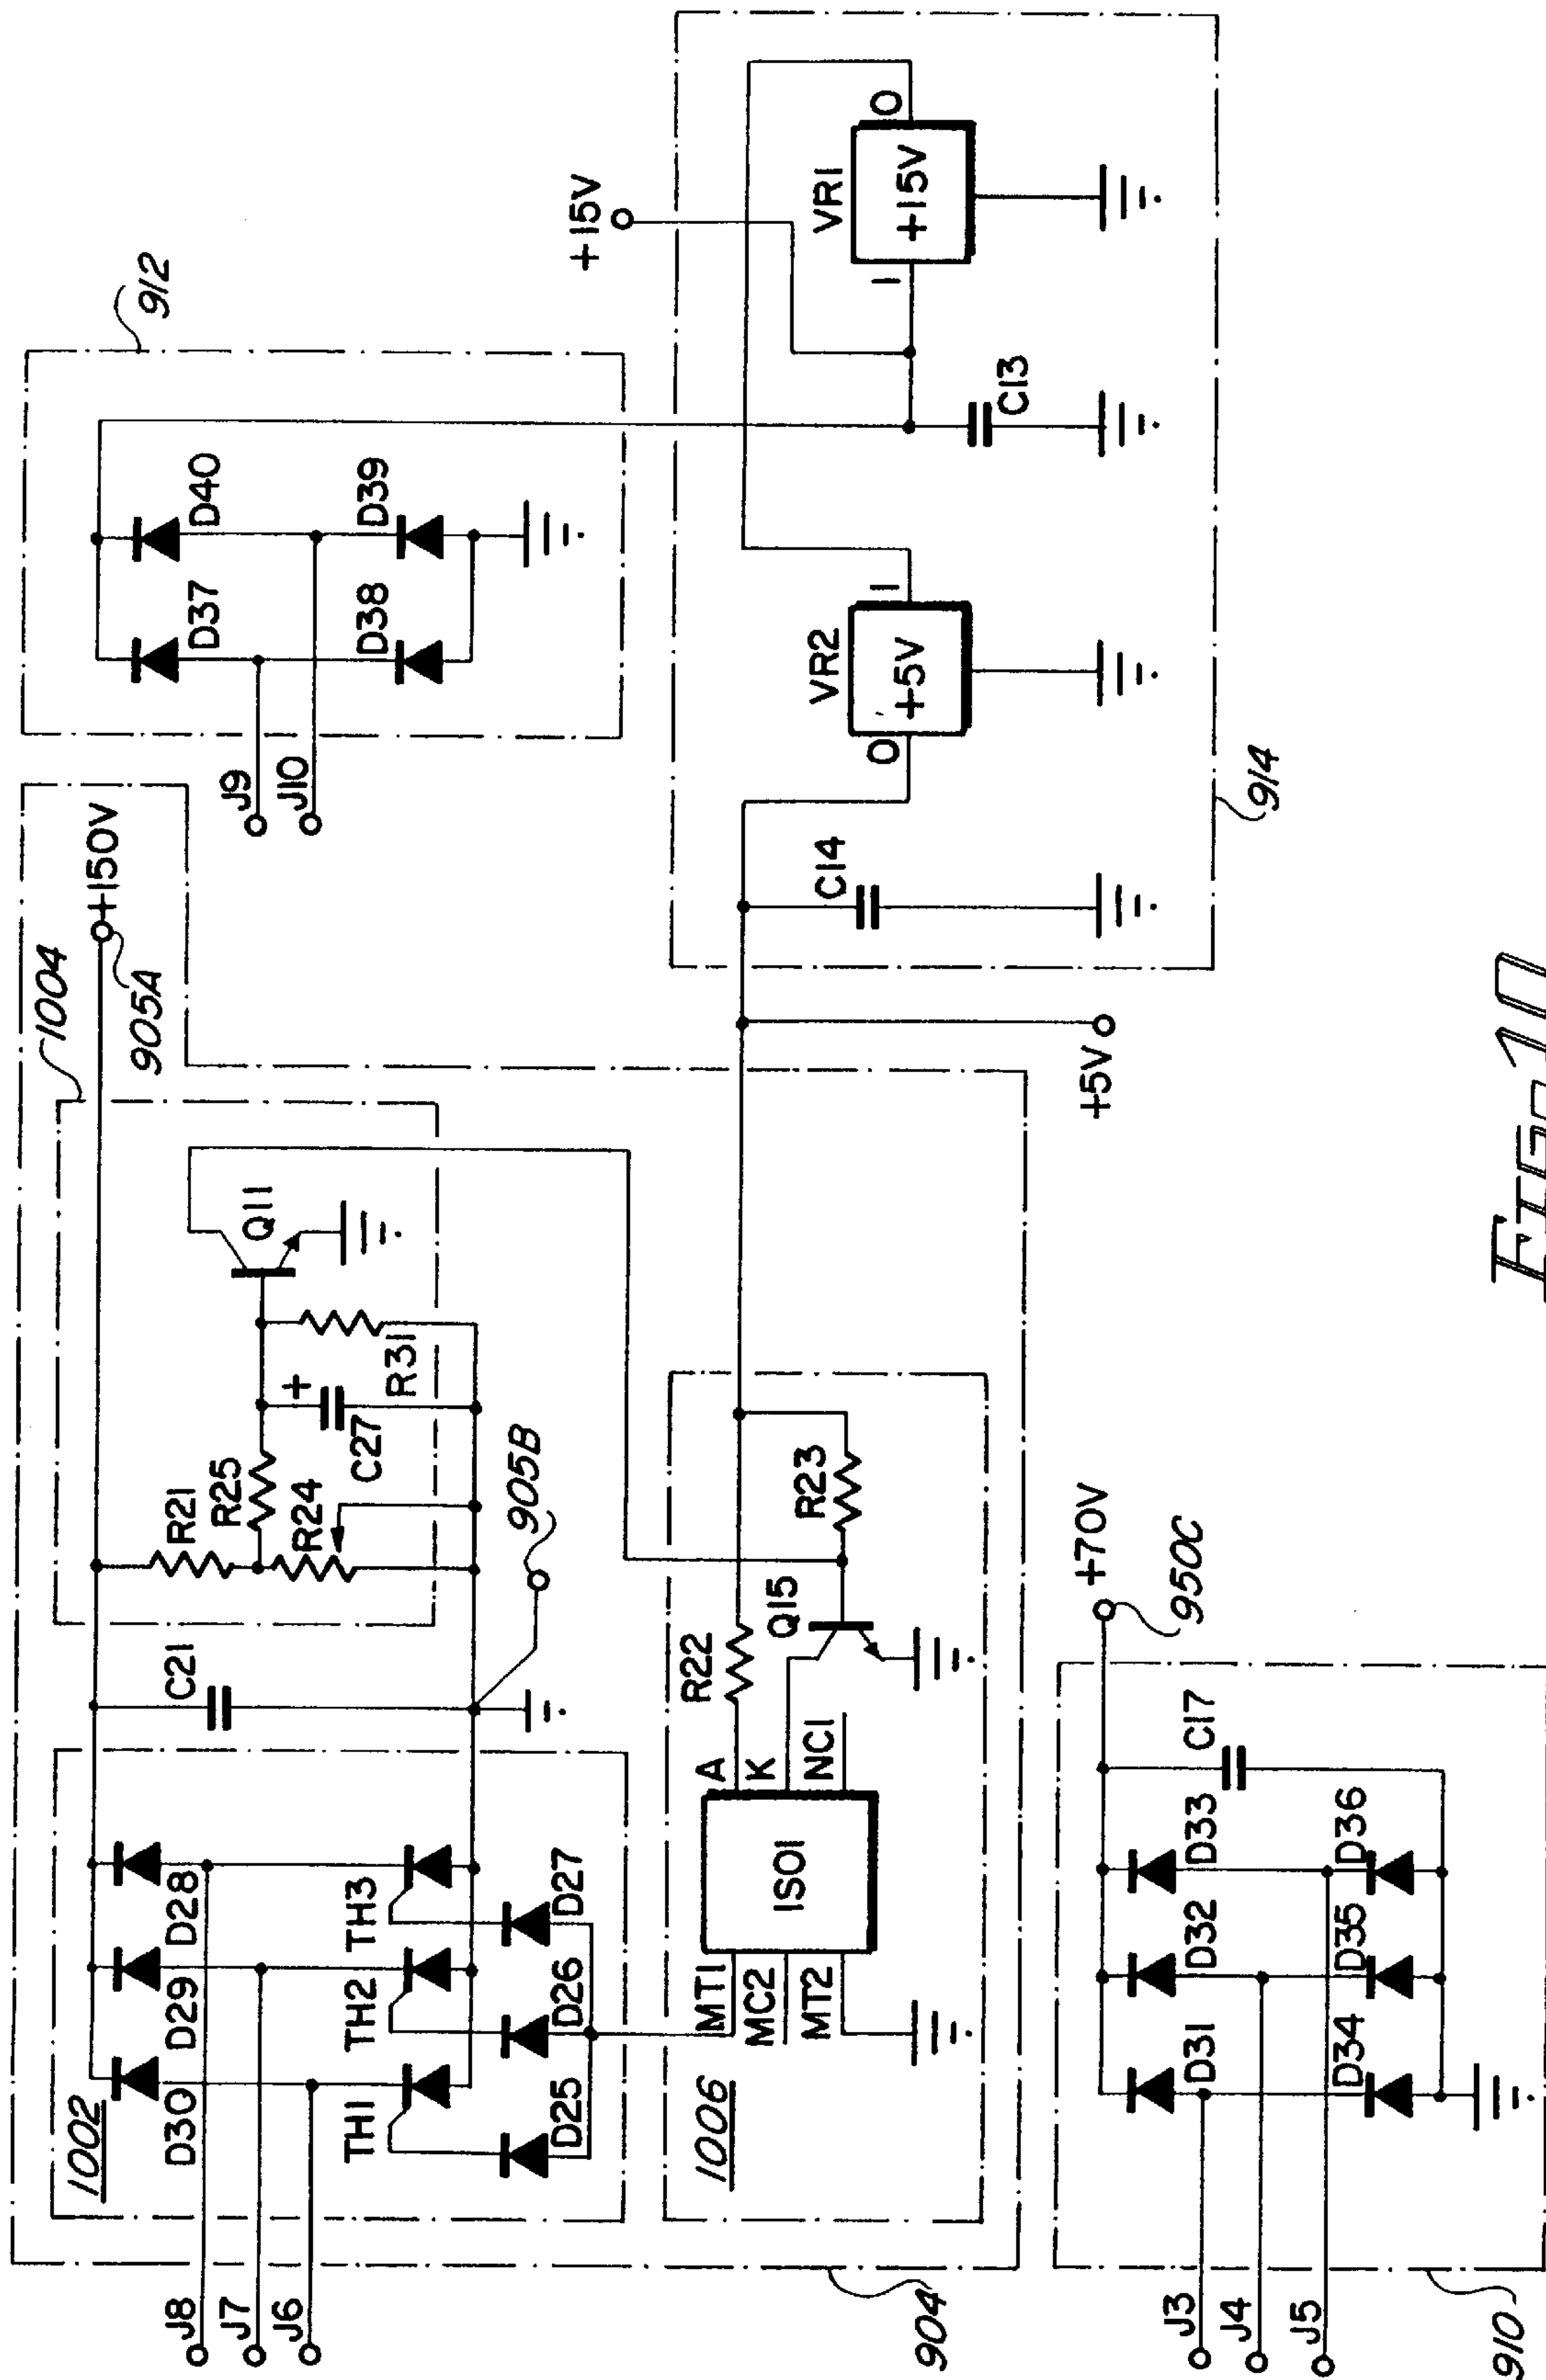 J8
J7
J6
904
1002
D30
D29
D28
TH1
TH2
TH3
D25
D26
D27
C21
1004
R21
R25
R24
C27
+
R31
Q11
905B
+150V
905A
1006
MT1
MC2
MT2
ISO1
A
K
NC1
R22
Q15
R23
+5V
J9
J10
912
D37
D40
D38
D39
914
C14
VR2
O
+5V
I
C13
+15V
VR1
I
+15V
O
J3
J4
J5
910
D31
D32
D33
D34
D35
D36
C17
+70V
950C
FIG-10